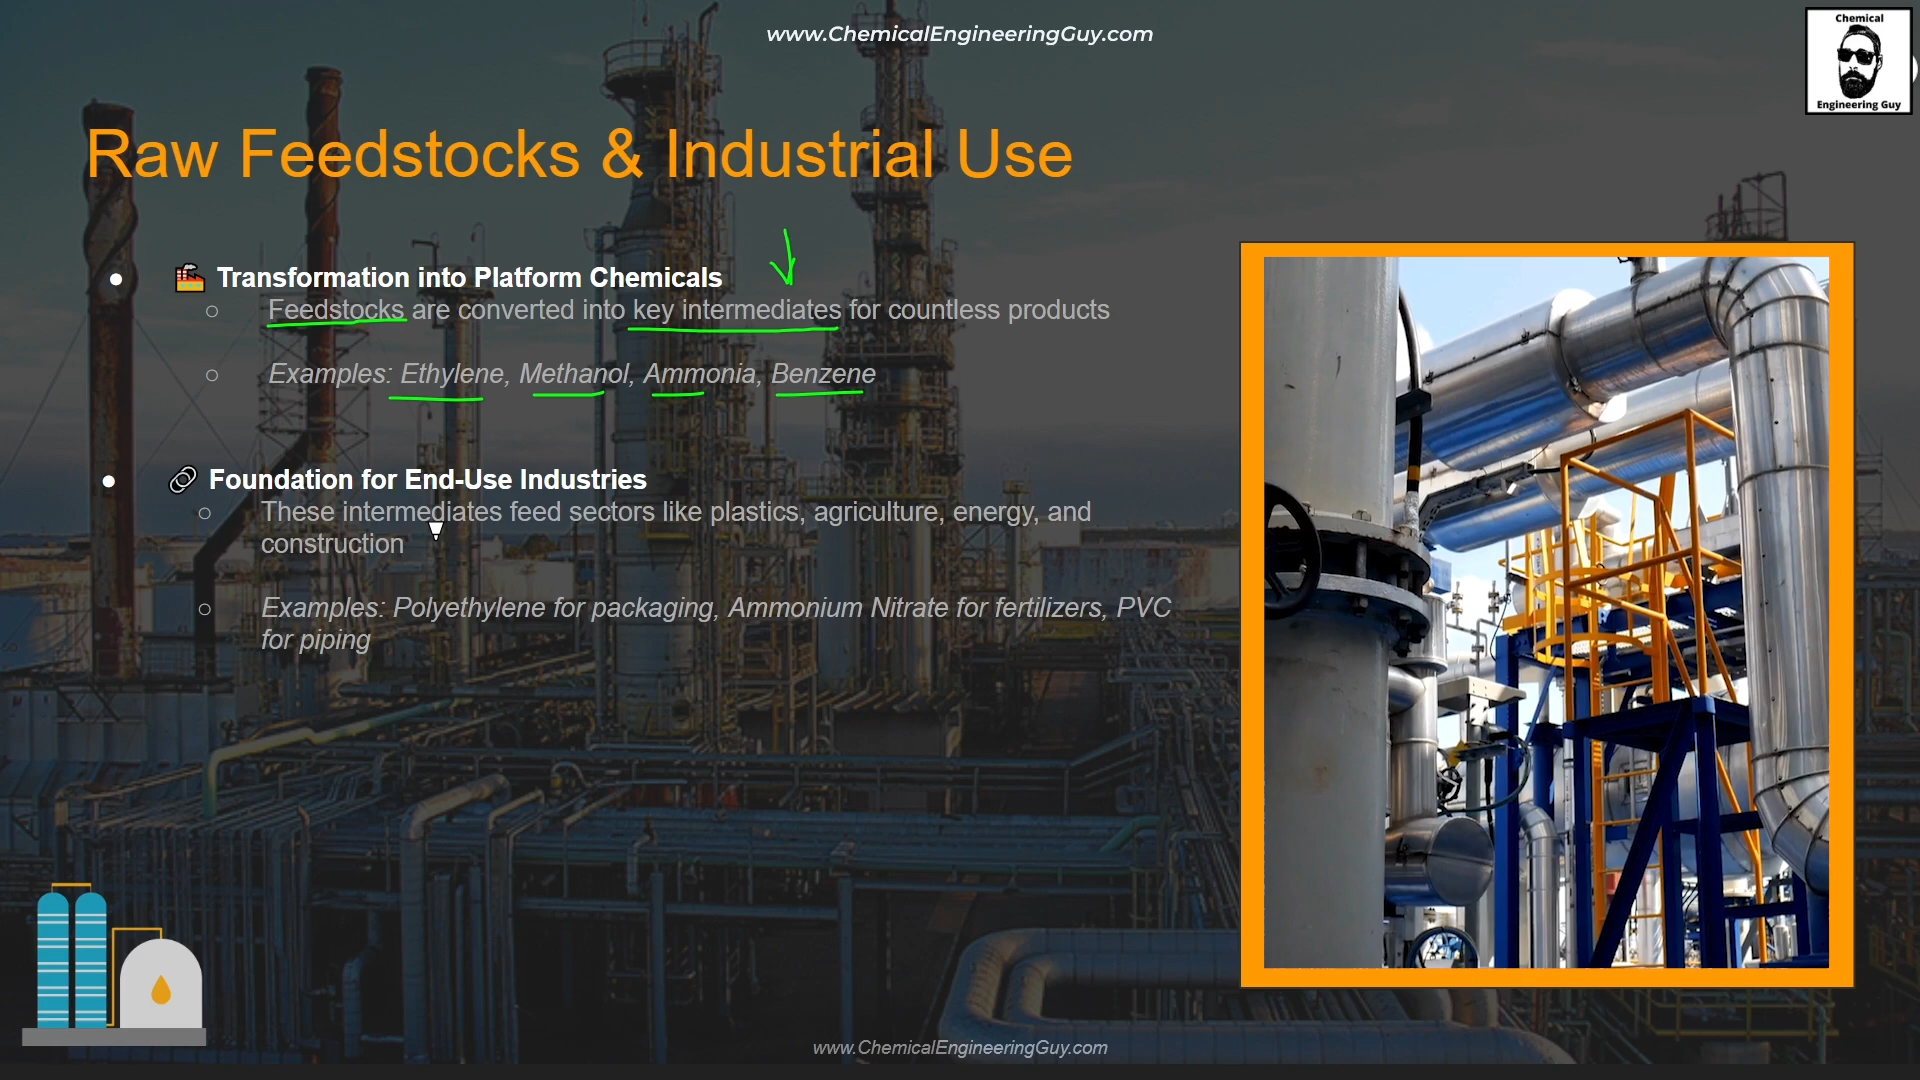 www.ChemicalEngineeringGuy.com
Chemical
Engineering Guy
Raw Feedstocks & Industrial Use
Transformation into Platform Chemicals
Feedstocks are converted into key intermediates for countless products
Examples: Ethylene, Methanol, Ammonia, Benzene
Foundation for End-Use Industries
These intermediates feed sectors like plastics, agriculture, energy, and
construction
Examples: Polyethylene for packaging, Ammonium Nitrate for fertilizers, PVC
for piping
www.ChemicalEngineeringGuy.com